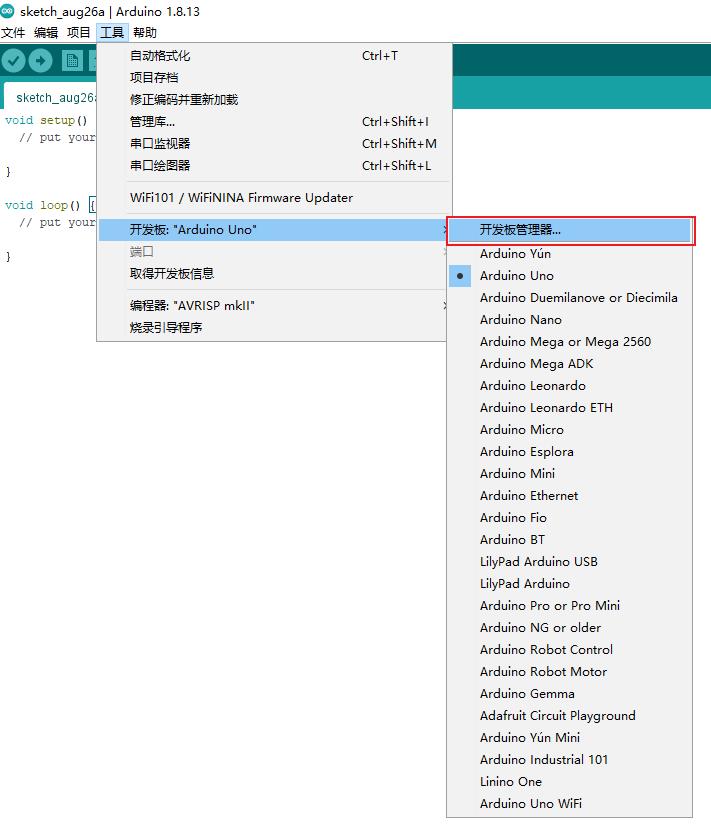 sketch_aug26a | Arduino 1.8.13
文件 编辑 项目 工具 帮助
sketch_aug26a
void setup()
// put your
}
void loop() {
// put your
}
自动格式化 Ctrl+T
项目存档
修正编码并重新加载
管理库... Ctrl+Shift+I
串口监视器 Ctrl+Shift+M
串口绘图器 Ctrl+Shift+L
WiFi101 / WiFiNINA Firmware Updater
开发板: "Arduino Uno"
端口
取得开发板信息
编程器: "AVRISP mkII"
烧录引导程序
开发板管理器...
Arduino Yún
Arduino Uno
Arduino Duemilanove or Diecimila
Arduino Nano
Arduino Mega or Mega 2560
Arduino Mega ADK
Arduino Leonardo
Arduino Leonardo ETH
Arduino Micro
Arduino Esplora
Arduino Mini
Arduino Ethernet
Arduino Fio
Arduino BT
LilyPad Arduino USB
LilyPad Arduino
Arduino Pro or Pro Mini
Arduino NG or older
Arduino Robot Control
Arduino Robot Motor
Arduino Gemma
Adafruit Circuit Playground
Arduino Yún Mini
Arduino Industrial 101
Linino One
Arduino Uno WiFi